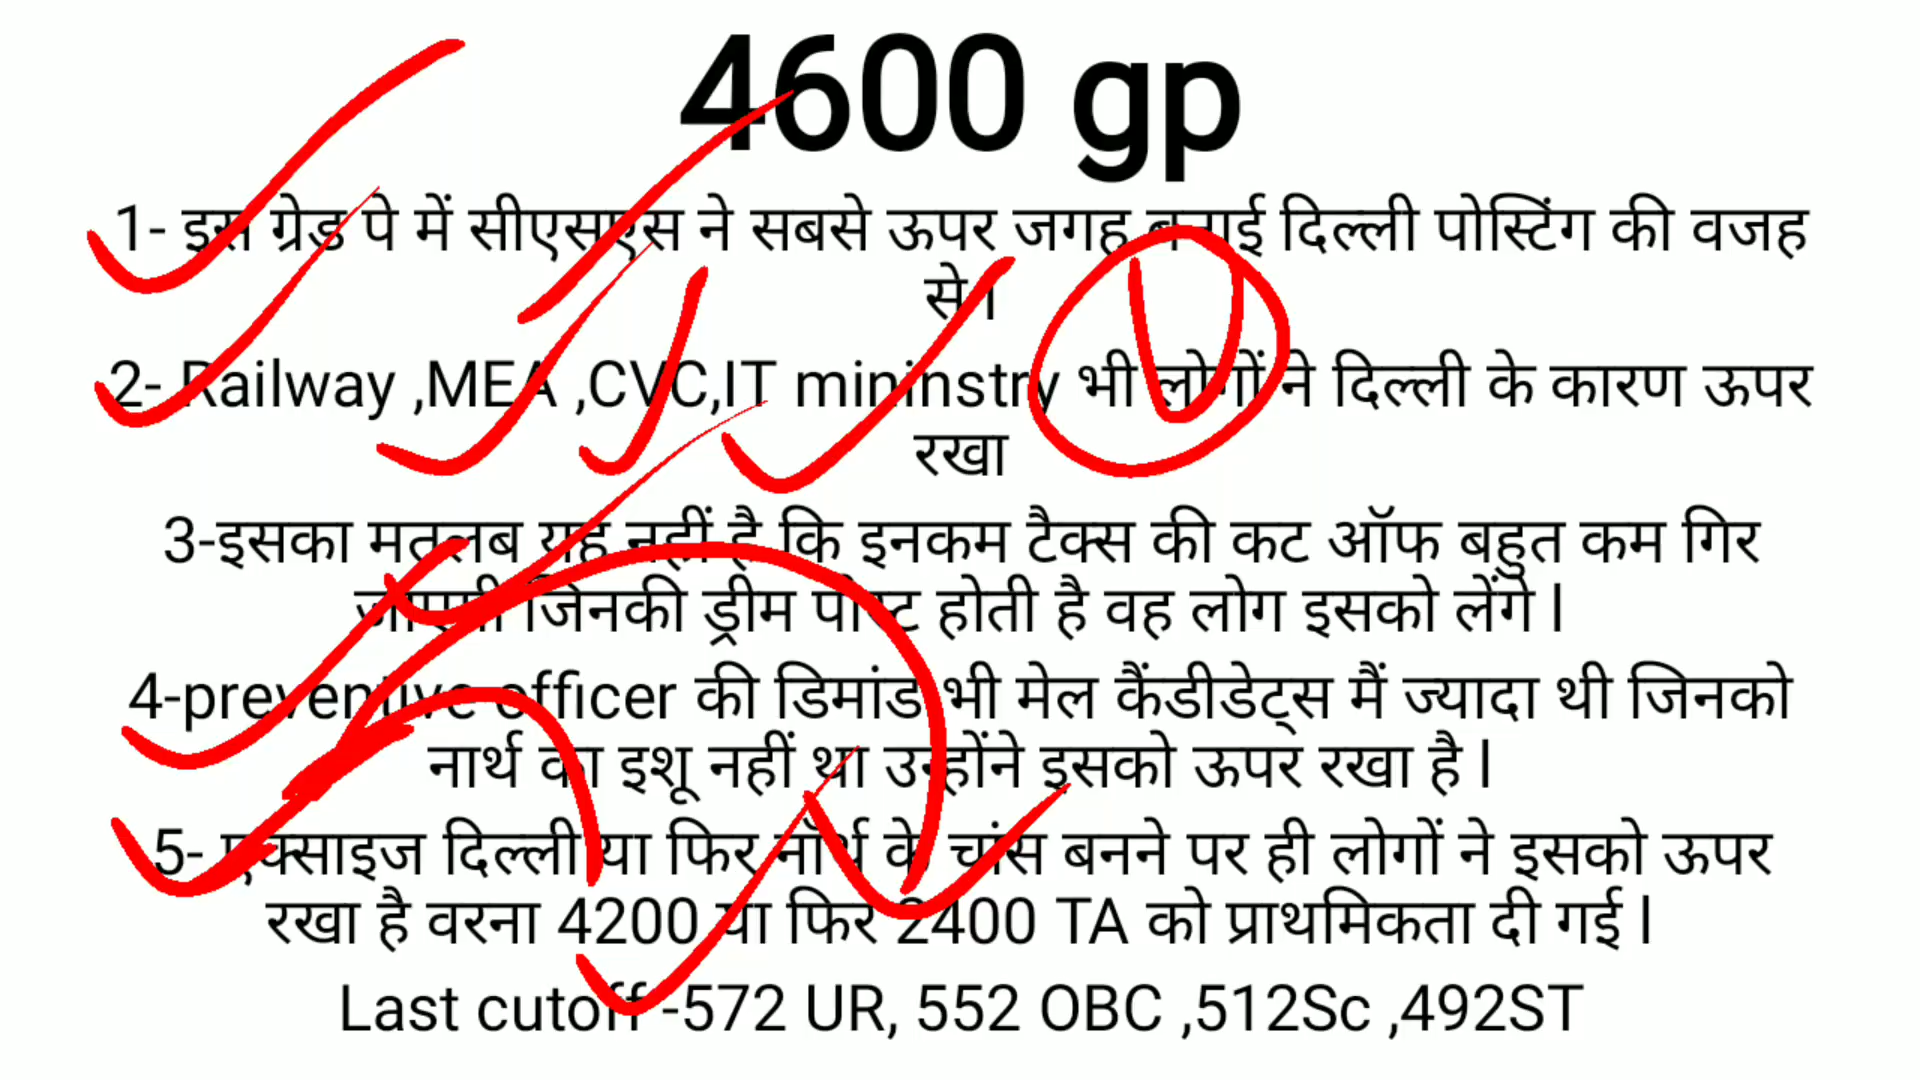 4600 gp
1- इस ग्रेड पे में सीएसएस ने सबसे ऊपर जगह बनाई दिल्ली पोस्टिंग की वजह
से।
2- Railway ,MEA ,CVC,IT mininstry भी लोगों ने दिल्ली के कारण ऊपर
रखा
3-इसका मतलब यह नहीं है कि इनकम टैक्स की कट ऑफ बहुत कम गिर
जाएगी जिनकी ड्रीम पोस्ट होती है वह लोग इसको लेंगे l
4-preventive officer की डिमांड भी मेल कैंडीडेट्स मैं ज्यादा थी जिनको
नार्थ का इशू नहीं था उन्होंने इसको ऊपर रखा है l
5- एक्साइज दिल्ली या फिर नॉर्थ के चांस बनने पर ही लोगों ने इसको ऊपर
रखा है वरना 4200 या फिर 2400 TA को प्राथमिकता दी गई l
Last cutoff -572 UR, 552 OBC ,512Sc ,492ST